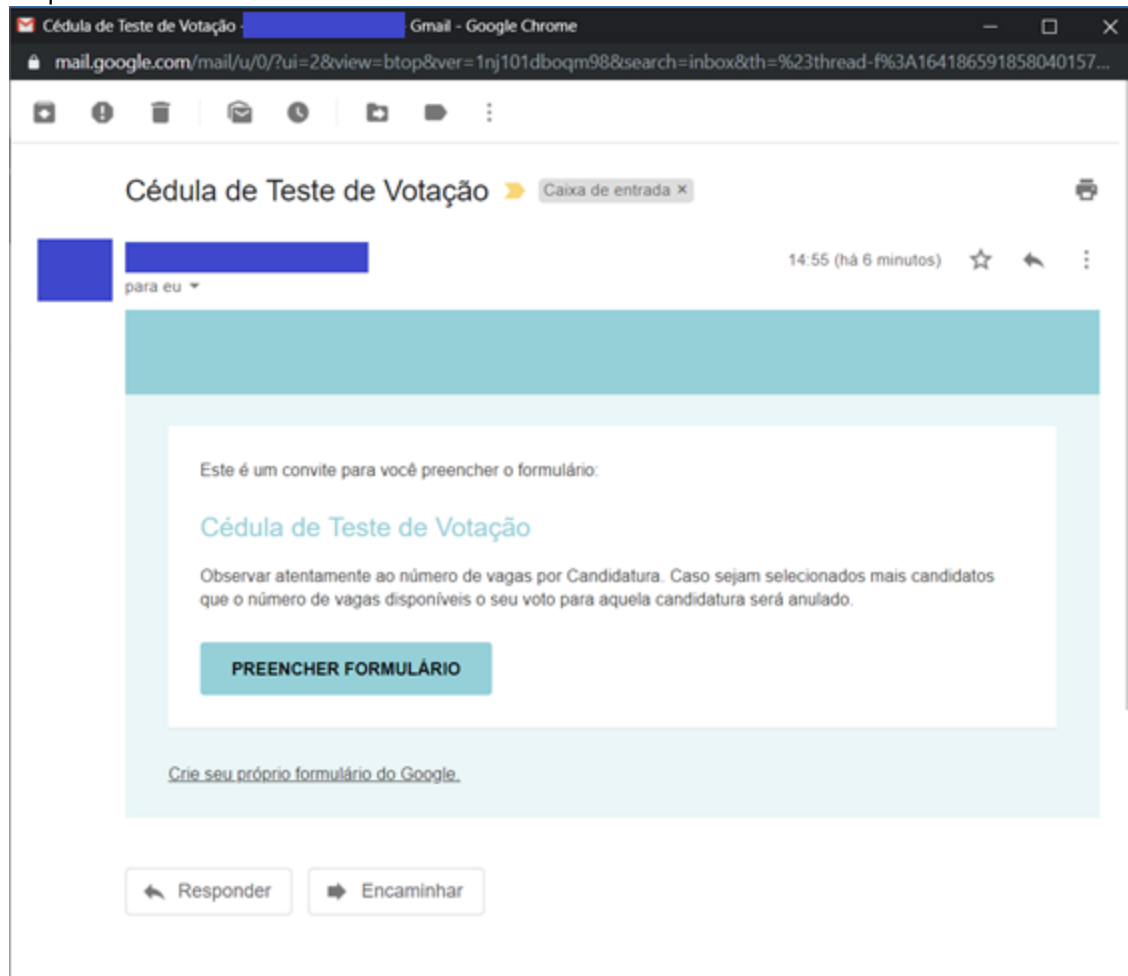 Cédula de Teste de Votação - Gmail - Google Chrome
mail.google.com/mail/u/0/?ui=2&view=btop&ver=1nj101dboqm98&search=inbox&th=%23thread-f%3A164186591858040157...
Cédula de Teste de Votação Caixa de entrada ×
14:55 (há 6 minutos)
para eu
Este é um convite para você preencher o formulário:
Cédula de Teste de Votação
Observar atentamente ao número de vagas por Candidatura. Caso sejam selecionados mais candidatos
que o número de vagas disponíveis o seu voto para aquela candidatura será anulado.
PREENCHER FORMULÁRIO
Crie seu próprio formulário do Google.
Responder Encaminhar